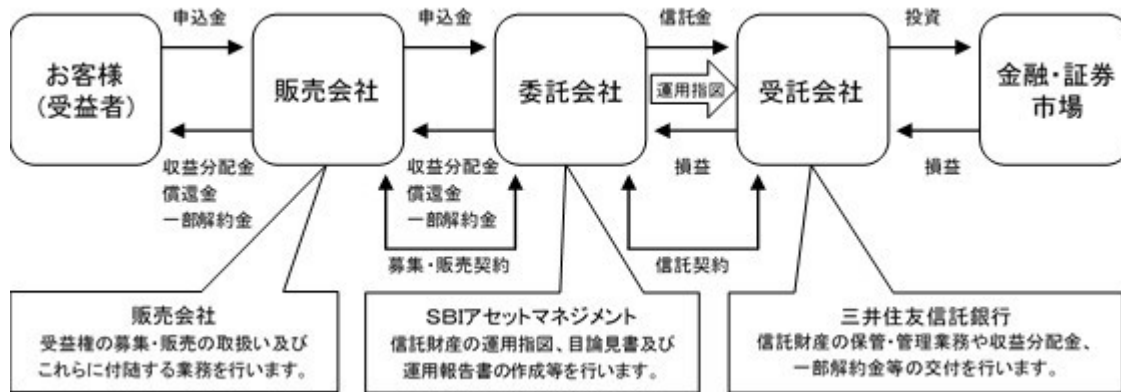 申込金
申込金
信託金
投資
お客様
(受益者)
販売会社
委託会社
運用指図
受託会社
金融・証券
市場
収益分配金
償還金
一部解約金
収益分配金
償還金
一部解約金
損益
損益
募集・販売契約
信託契約
販売会社
受益権の募集・販売の取扱い及び
これらに付随する業務を行います。
SBIアセットマネジメント
信託財産の運用指図、目論見書及び
運用報告書の作成等を行います。
三井住友信託銀行
信託財産の保管・管理業務や収益分配金、
一部解約金等の交付を行います。